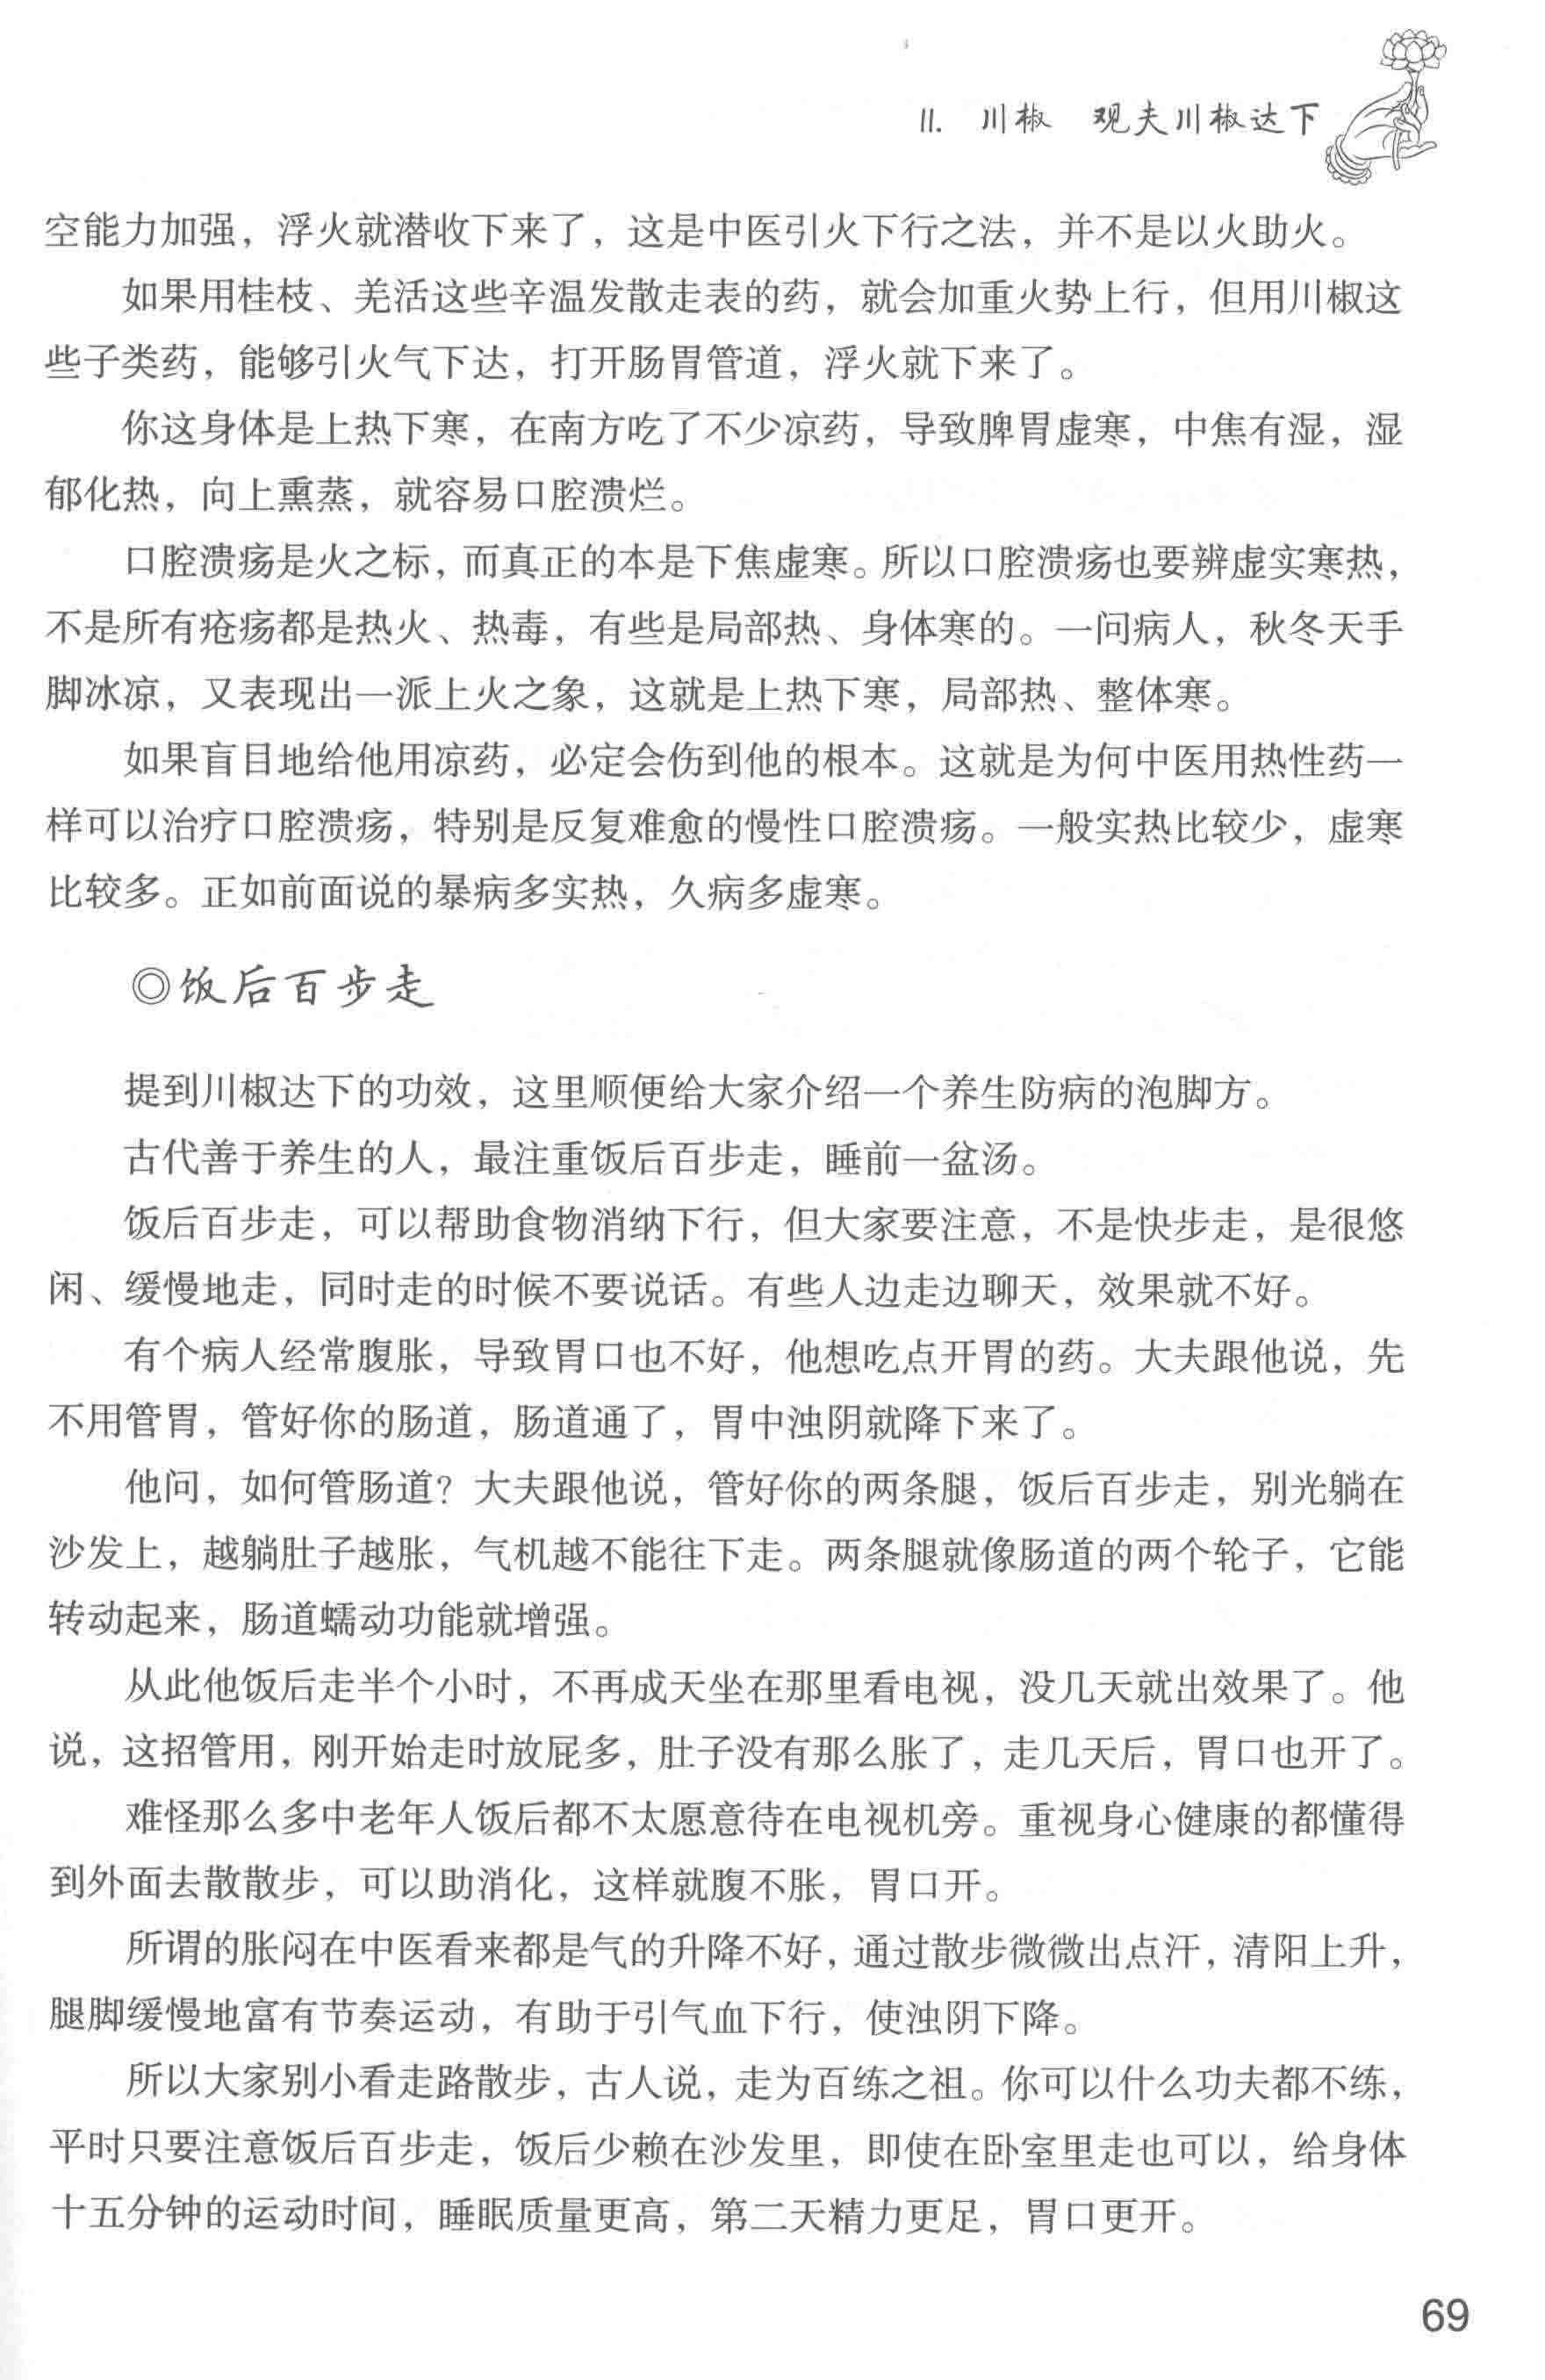 11. 川椒 观夫川椒达下
空能力加强，浮火就潜收下来了，这是中医引火下行之法，并不是以火助火。
如果用桂枝、羌活这些辛温发散走表的药，就会加重火势上行，但用川椒这
些子类药，能够引火气下达，打开肠胃管道，浮火就下来了。
你这身体是上热下寒，在南方吃了不少凉药，导致脾胃虚寒，中焦有湿，湿
郁化热，向上熏蒸，就容易口腔溃烂。
口腔溃疡是火之标，而真正的本是下焦虚寒。所以口腔溃疡也要辨虚实寒热，
不是所有疮疡都是热火、热毒，有些是局部热、身体寒的。一问病人，秋冬天手
脚冰凉，又表现出一派上火之象，这就是上热下寒，局部热、整体寒。
如果盲目地给他用凉药，必定会伤到他的根本。这就是为何中医用热性药一
样可以治疗口腔溃疡，特别是反复难愈的慢性口腔溃疡。一般实热比较少，虚寒
比较多。正如前面说的暴病多实热，久病多虚寒。
◎饭后百步走
提到川椒达下的功效，这里顺便给大家介绍一个养生防病的泡脚方。
古代善于养生的人，最注重饭后百步走，睡前一盆汤。
饭后百步走，可以帮助食物消纳下行，但大家要注意，不是快步走，是很悠
闲、缓慢地走，同时走的时候不要说话。有些人边走边聊天，效果就不好。
有个病人经常腹胀，导致胃口也不好，他想吃点开胃的药。大夫跟他说，先
不用管胃，管好你的肠道，肠道通了，胃中浊阴就降下来了。
他问，如何管肠道？大夫跟他说，管好你的两条腿，饭后百步走，别光躺在
沙发上，越躺肚子越胀，气机越不能往下走。两条腿就像肠道的两个轮子，它能
转动起来，肠道蠕动功能就增强。
从此他饭后走半个小时，不再成天坐在那里看电视，没几天就出效果了。他
说，这招管用，刚开始走时放屁多，肚子没有那么胀了，走几天后，胃口也开了。
难怪那么多中老年人饭后都不太愿意待在电视机旁。重视身心健康的都懂得
到外面去散散步，可以助消化，这样就腹不胀，胃口开。
所谓的胀闷在中医看来都是气的升降不好，通过散步微微出点汗，清阳上升，
腿脚缓慢地富有节奏运动，有助于引气血下行，使浊阴下降。
所以大家别小看走路散步，古人说，走为百练之祖。你可以什么功夫都不练，
平时只要注意饭后百步走，饭后少赖在沙发里，即使在卧室里走也可以，给身体
十五分钟的运动时间，睡眠质量更高，第二天精力更足，胃口更开。
69